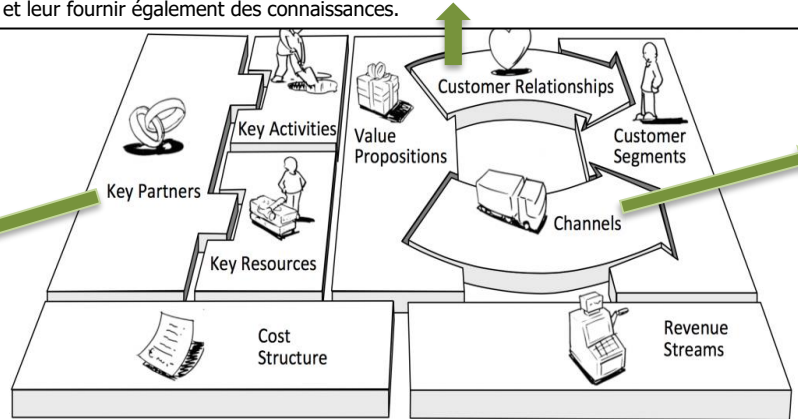 et leur fournir également des connaissances.
Key Partners
Key Activities
Key Resources
Value
Propositions
Customer Relationships
Channels
Customer
Segments
Cost
Structure
Revenue
Streams